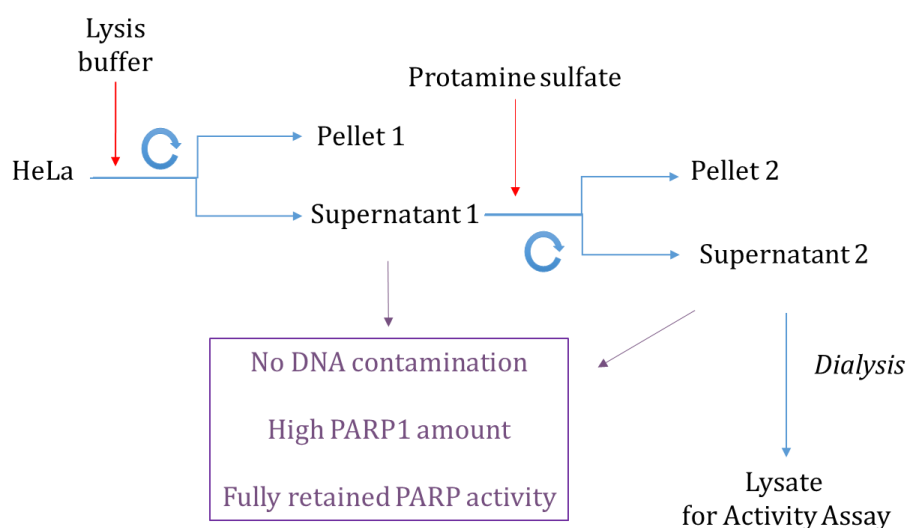 Lysis
buffer
Protamine sulfate
Pellet 1
HeLa
Pellet 2
Supernatant 1
Supernatant 2
No DNA contamination
High PARP1 amount
Fully retained PARP activity
Dialysis
Lysate
for Activity Assay